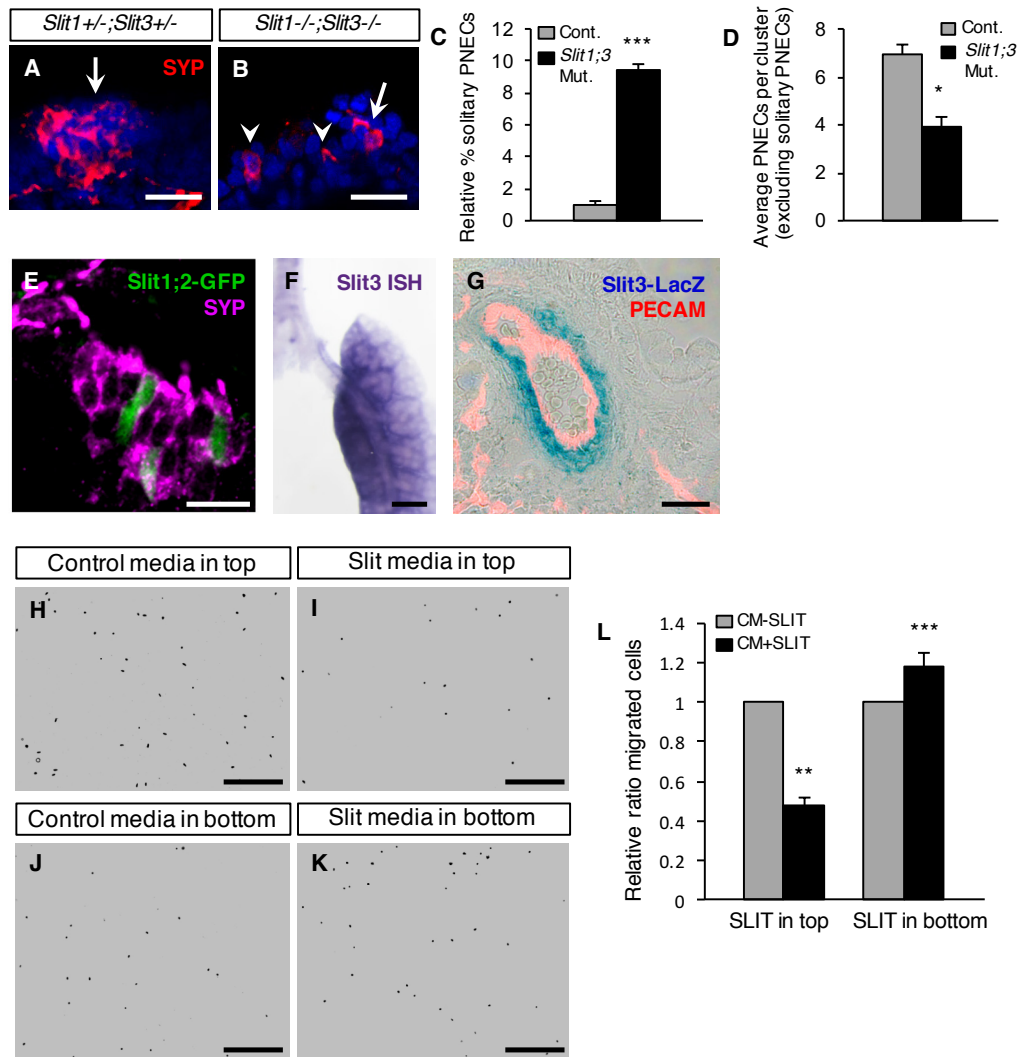 Slit1+/-;Slit3+/-
Slit1-/-;Slit3-/-
A
SYP
B
C
Relative % solitary PNECs
12
10
8
6
4
2
0
Cont.
Slit1;3
Mut.
***
D
Average PNECs per cluster
(excluding solitary PNECs)
8
6
4
2
0
Cont.
Slit1;3
Mut.
*
E
Slit1;2-GFP
SYP
F
Slit3 ISH
G
Slit3-LacZ
PECAM
Control media in top
Slit media in top
H
I
Control media in bottom
Slit media in bottom
J
K
L
CM-SLIT
CM+SLIT
Relative ratio migrated cells
1.4
1.2
1
0.8
0.6
0.4
0.2
0
**
***
SLIT in top
SLIT in bottom